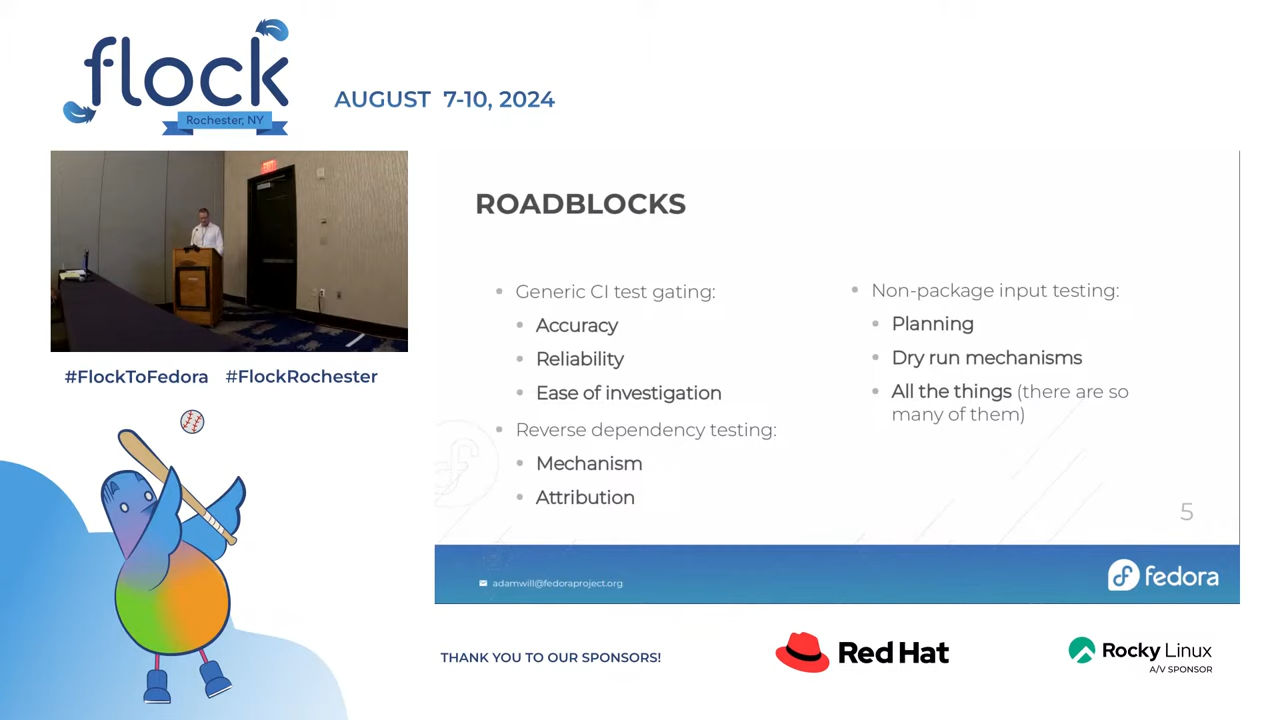 flock
Rochester, NY
AUGUST 7-10, 2024
EXIT
#FlockToFedora #FlockRochester
ROADBLOCKS
Generic CI test gating:
Accuracy
Reliability
Ease of investigation
Reverse dependency testing:
Mechanism
Attribution
Non-package input testing:
Planning
Dry run mechanisms
All the things (there are so
many of them)
5
adamwill@fedoraproject.org
fedora
THANK YOU TO OUR SPONSORS!
Red Hat
Rocky Linux
A/V SPONSOR